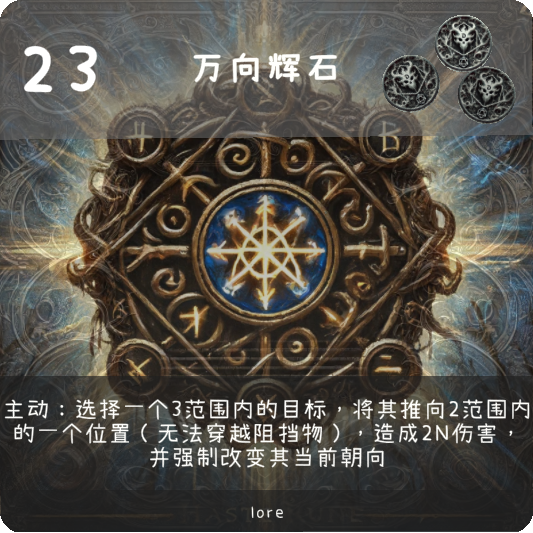 23
万向辉石
主动：选择一个3范围内的目标，将其推向2范围内
的一个位置（无法穿越阻挡物），造成2N伤害，
并强制改变其当前朝向
lore